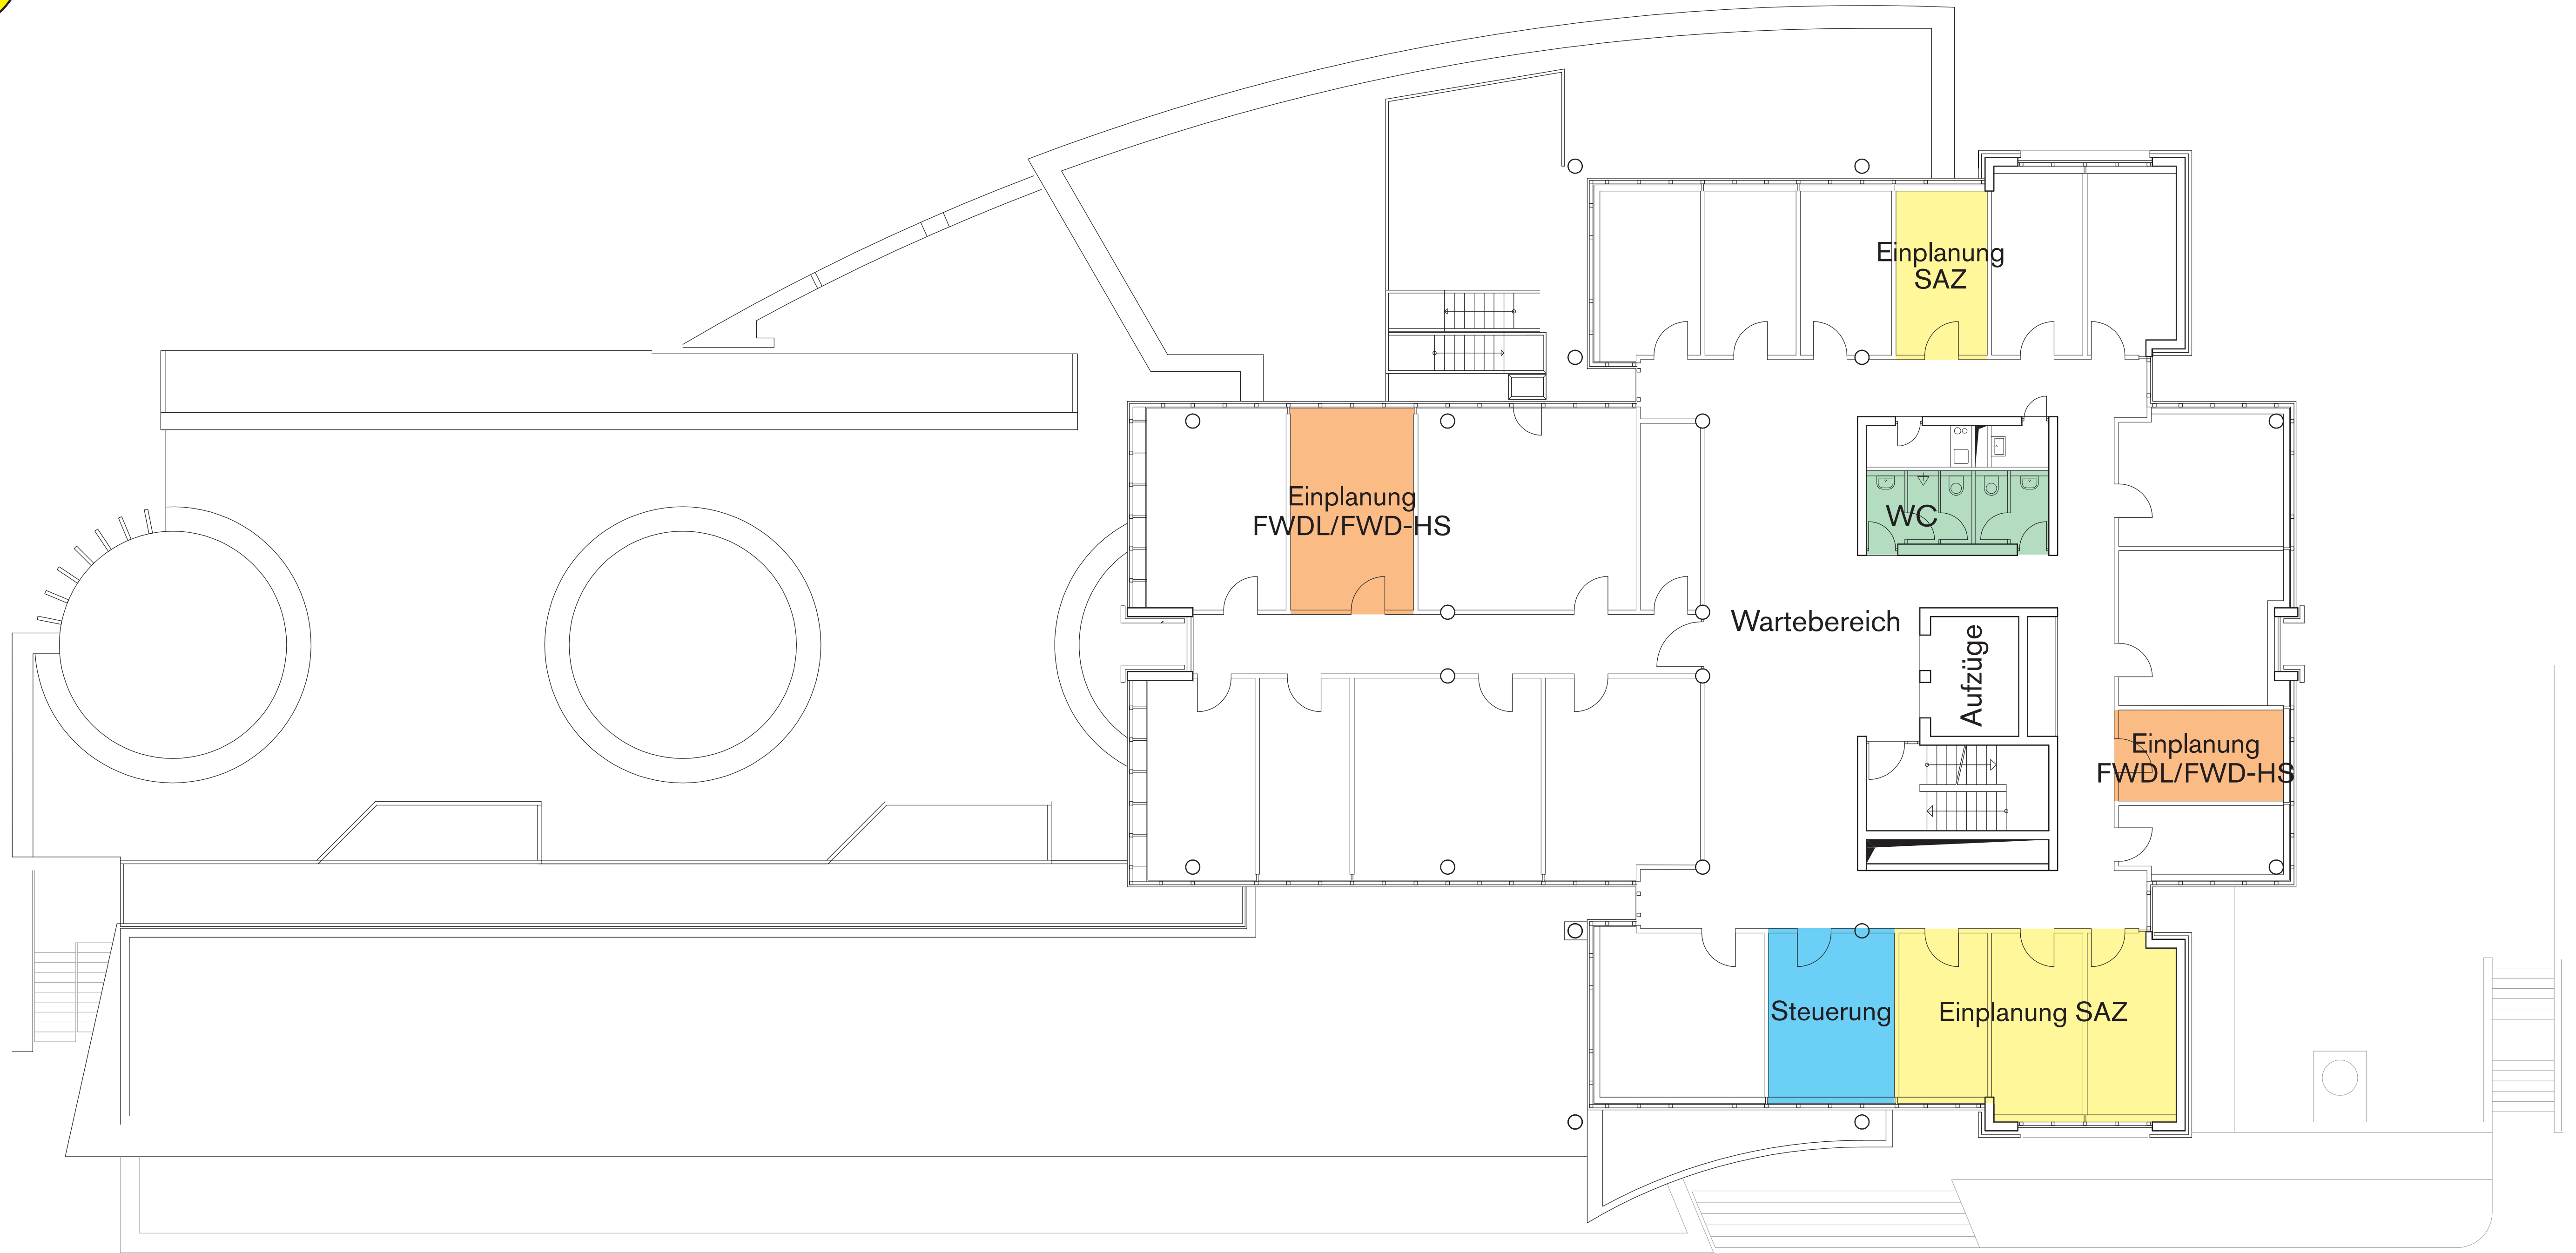 Einplanung
SAZ
Einplanung
FWDL/FWD-HS
WC
Wartebereich
Aufzüge
Einplanung
FWDL/FWD-HS
Steuerung
Einplanung SAZ